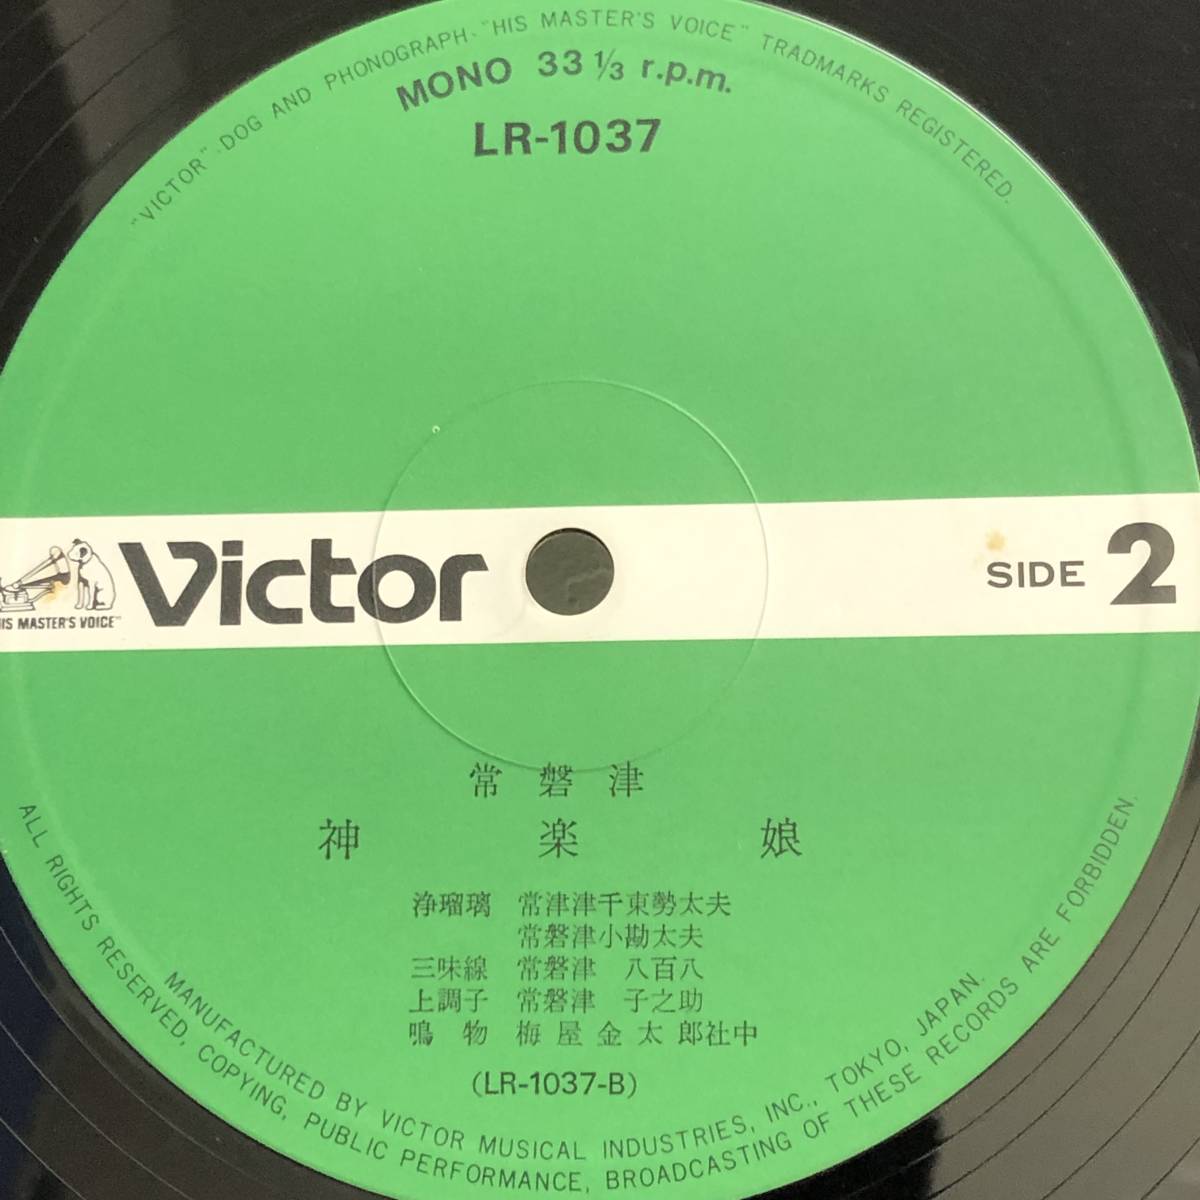 "VICTOR"-DOG AND PHONOGRAPH-"HIS MASTER'S VOICE" TRADMARKS REGISTERED.
MONO 33 1/3 r.p.m.
LR-1037
Victor
HIS MASTER'S VOICE
SIDE 2
常磐津
神楽娘
浄瑠璃 常津津千東勢太夫
常磐津小勘太夫
三味線 常磐津 八百八
上調子 常磐津 子之助
鳴物 梅屋金太郎社中
(LR-1037-B)
MANUFACTURED BY VICTOR MUSICAL INDUSTRIES, INC., TOKYO, JAPAN.
ALL RIGHTS RESERVED, COPYING, PUBLIC PERFORMANCE, BROADCASTING OF THESE RECORDS ARE FORBIDDEN.